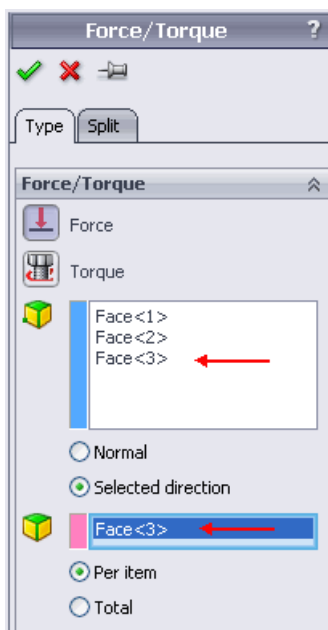 Force/Torque ?
Type Split
Force/Torque
Force
Torque
Face<1>
Face<2>
Face<3>
Normal
Selected direction
Face<3>
Per item
Total